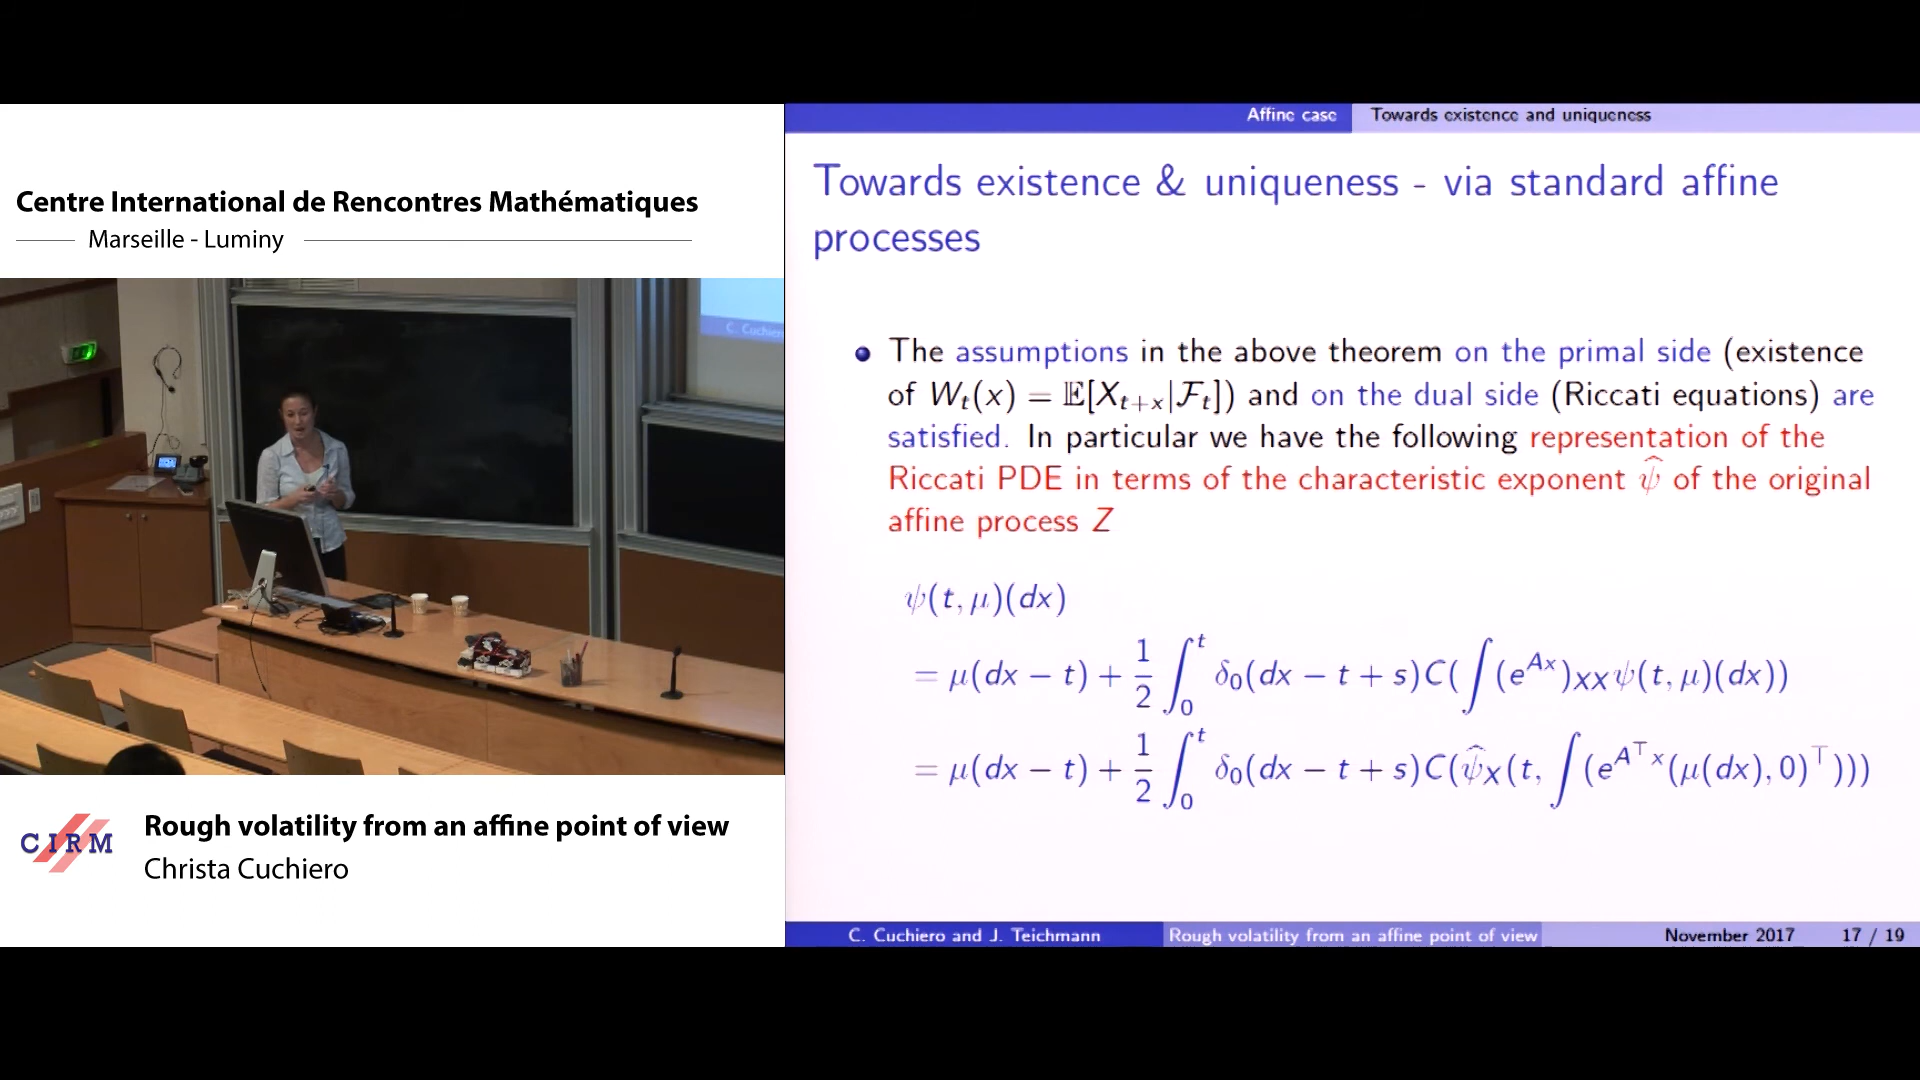 Centre International de Rencontres Mathématiques
Marseille - Luminy
C. Cuchiero
CIRM
Rough volatility from an affine point of view
Christa Cuchiero
Affine case Towards existence and uniqueness
Towards existence & uniqueness - via standard affine
processes
The assumptions in the above theorem on the primal side (existence
of W_t(x) = 𝔼[X_{t+x}|ℱ_t]) and on the dual side (Riccati equations) are
satisfied. In particular we have the following representation of the
Riccati PDE in terms of the characteristic exponent ψ̂ of the original
affine process Z
ψ(t, μ)(dx)
= μ(dx − t) + 1/2 ∫_0^t δ_0(dx − t + s)C(∫(e^{Ax})_{XX}ψ(t, μ)(dx))
= μ(dx − t) + 1/2 ∫_0^t δ_0(dx − t + s)C(ψ̂_X(t, ∫(e^{A^⊤x}(μ(dx), 0)^⊤)))
C. Cuchiero and J. Teichmann Rough volatility from an affine point of view November 2017 17 / 19